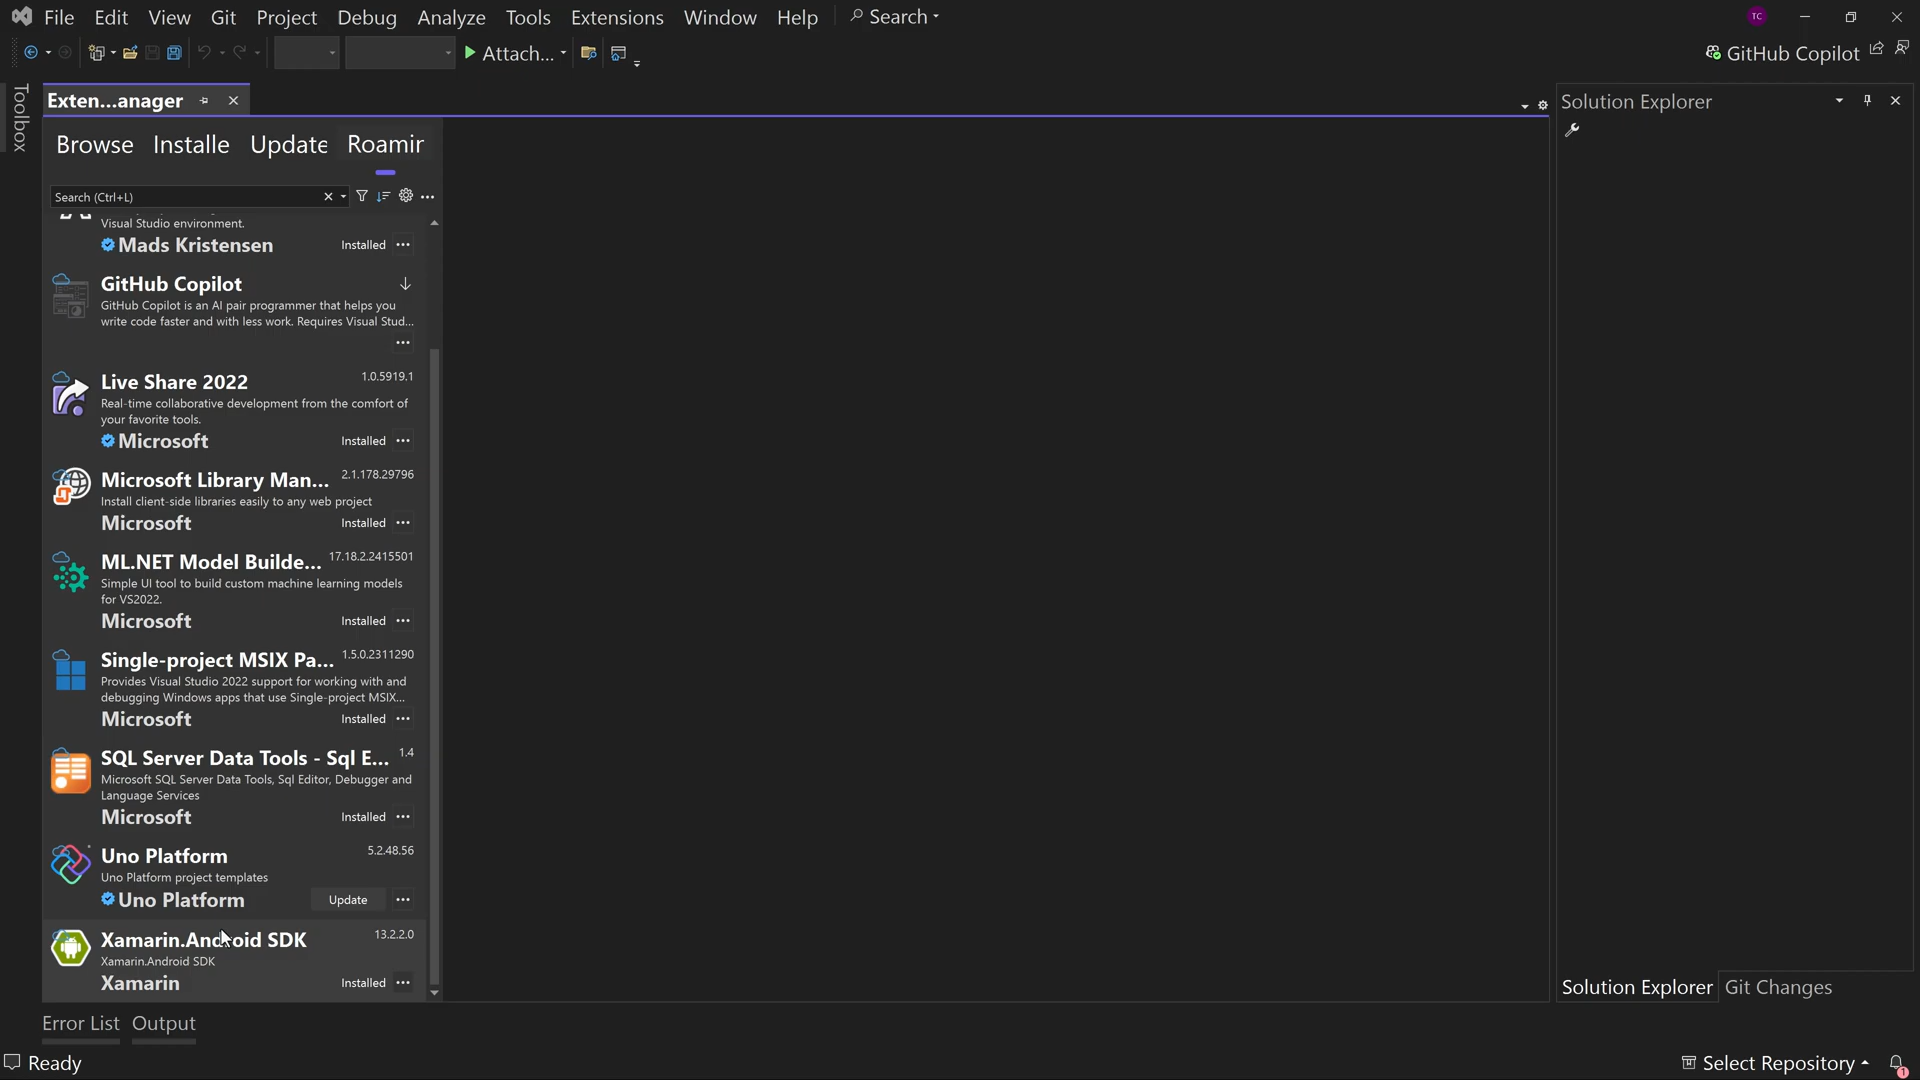 File Edit View Git Project Debug Analyze Tools Extensions Window Help Search
TC
Attach...
GitHub Copilot
Toolbox
Exten...anager
Solution Explorer
Browse Installe Update Roamin
Search (Ctrl+L)
Visual Studio environment.
Mads Kristensen Installed
GitHub Copilot
GitHub Copilot is an AI pair programmer that helps you
write code faster and with less work. Requires Visual Stud...
Live Share 2022 1.0.5919.1
Real-time collaborative development from the comfort of
your favorite tools.
Microsoft Installed
Microsoft Library Man... 2.1.178.29796
Install client-side libraries easily to any web project
Microsoft Installed
ML.NET Model Builde... 17.18.2.2415501
Simple UI tool to build custom machine learning models
for VS2022.
Microsoft Installed
Single-project MSIX Pa... 1.5.0.2311290
Provides Visual Studio 2022 support for working with and
debugging Windows apps that use Single-project MSIX...
Microsoft Installed
SQL Server Data Tools - Sql E... 1.4
Microsoft SQL Server Data Tools, Sql Editor, Debugger and
Language Services
Microsoft Installed
Uno Platform 5.2.48.56
Uno Platform project templates
Uno Platform Update
Xamarin.Android SDK 13.2.2.0
Xamarin.Android SDK
Xamarin Installed
Solution Explorer Git Changes
Error List Output
Ready
Select Repository
1